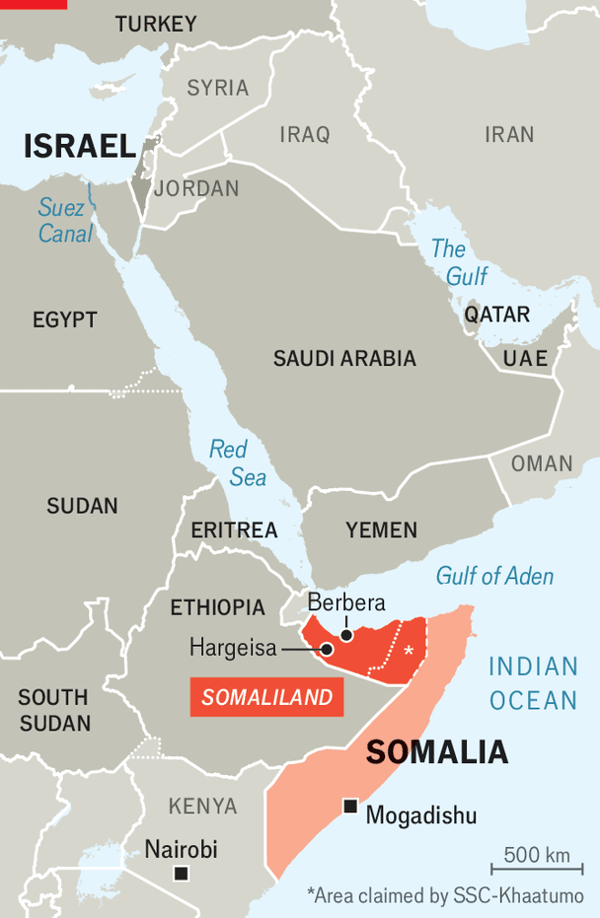 TURKEY
SYRIA
ISRAEL
IRAQ
IRAN
JORDAN
Suez
Canal
The
Gulf
EGYPT
QATAR
SAUDI ARABIA
UAE
Red
Sea
OMAN
SUDAN
ERITREA
YEMEN
Gulf of Aden
ETHIOPIA
Berbera
Hargeisa
*
SOMALILAND
INDIAN
OCEAN
SOUTH
SUDAN
SOMALIA
KENYA
Mogadishu
Nairobi
500 km
*Area claimed by SSC-Khaatumo